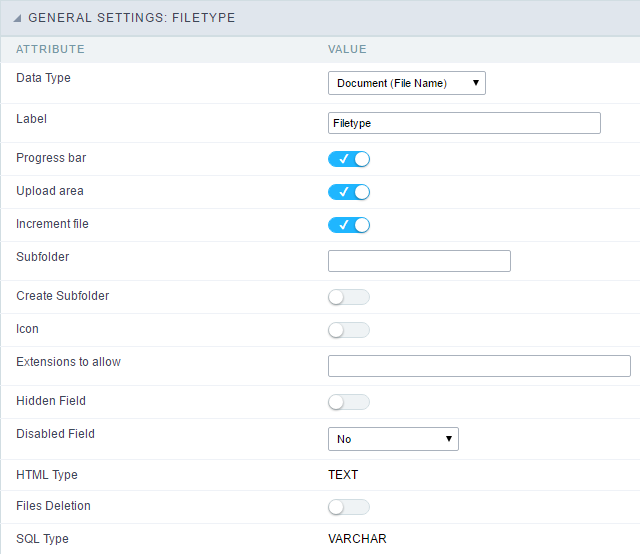 GENERAL SETTINGS: FILETYPE
ATTRIBUTE VALUE
Data Type Document (File Name)
Label Filetype
Progress bar
Upload area
Increment file
Subfolder
Create Subfolder
Icon
Extensions to allow
Hidden Field
Disabled Field No
HTML Type TEXT
Files Deletion
SQL Type VARCHAR